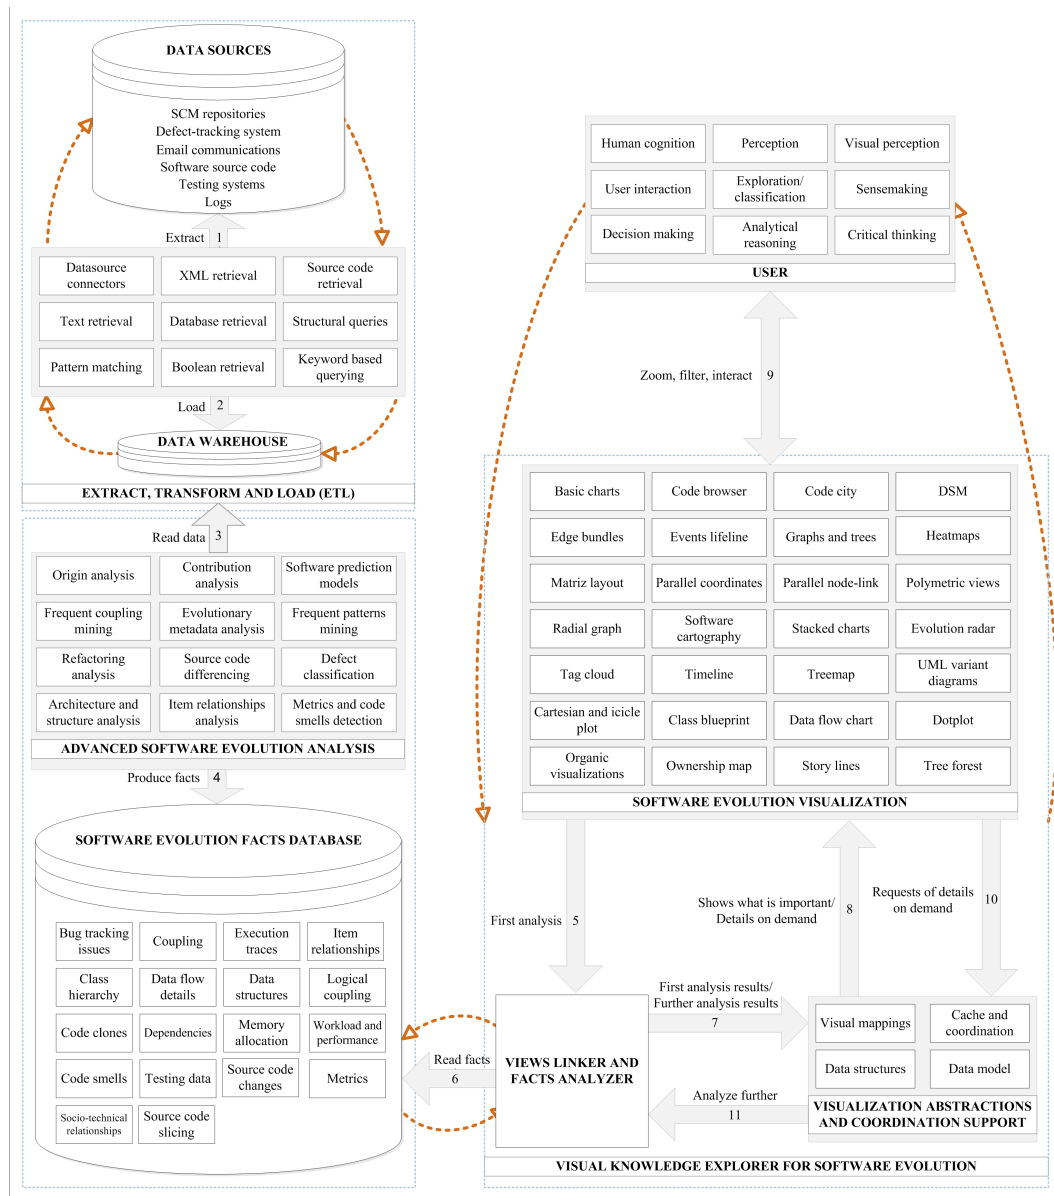 DATA SOURCES
SCM repositories
Defect-tracking system
Email communications
Software source code
Testing systems
Logs
Extract 1
Datasource
connectors
XML retrieval
Source code
retrieval
Text retrieval
Database retrieval
Structural queries
Pattern matching
Boolean retrieval
Keyword based
querying
Load 2
DATA WAREHOUSE
EXTRACT, TRANSFORM AND LOAD (ETL)
Read data 3
Origin analysis
Contribution
analysis
Software prediction
models
Frequent coupling
mining
Evolutionary
metadata analysis
Frequent patterns
mining
Refactoring
analysis
Source code
differencing
Defect
classification
Architecture and
structure analysis
Item relationships
analysis
Metrics and code
smells detection
ADVANCED SOFTWARE EVOLUTION ANALYSIS
Produce facts 4
SOFTWARE EVOLUTION FACTS DATABASE
Bug tracking
issues
Coupling
Execution
traces
Item
relationships
Class
hierarchy
Data flow
details
Data
structures
Logical
coupling
Code clones
Dependencies
Memory
allocation
Workload and
performance
Code smells
Testing data
Source code
changes
Metrics
Socio-technical
relationships
Source code
slicing
Human cognition
Perception
Visual perception
User interaction
Exploration/
classification
Sensemaking
Decision making
Analytical
reasoning
Critical thinking
USER
Zoom, filter, interact 9
Basic charts
Code browser
Code city
DSM
Edge bundles
Events lifeline
Graphs and trees
Heatmaps
Matriz layout
Parallel coordinates
Parallel node-link
Polymetric views
Radial graph
Software
cartography
Stacked charts
Evolution radar
Tag cloud
Timeline
Treemap
UML variant
diagrams
Cartesian and icicle
plot
Class blueprint
Data flow chart
Dotplot
Organic
visualizations
Ownership map
Story lines
Tree forest
SOFTWARE EVOLUTION VISUALIZATION
First analysis 5
Shows what is important/
Details on demand
8
Requests of details
on demand
10
First analysis results/
Further analysis results
7
Read facts
6
VIEWS LINKER AND
FACTS ANALYZER
Analyze further
11
Visual mappings
Cache and
coordination
Data structures
Data model
VISUALIZATION ABSTRACTIONS
AND COORDINATION SUPPORT
VISUAL KNOWLEDGE EXPLORER FOR SOFTWARE EVOLUTION